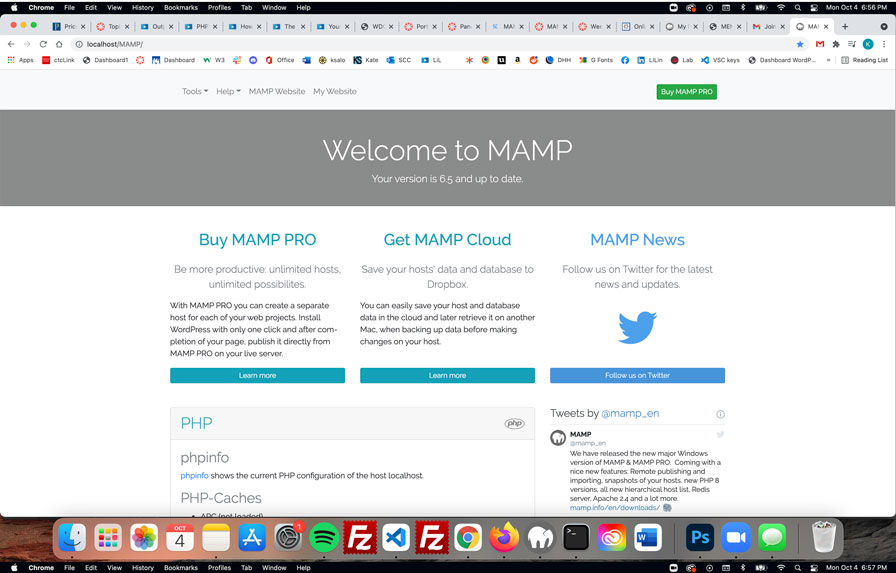 Chrome File Edit View History Bookmarks Profiles Tab Window Help Mon Oct 4 6:56 PM
Pric Top Out PHP How The You WD Port Pan MAI MAI Wes Onli My MEN Join MAI
localhost/MAMP/ K
Apps ctcLink Dashboard1 Dashboard W3 Office ksalo Kate SCC LIL DHH G Fonts LILin Lab VSC keys Dashboard WordP... » Reading List
Tools Help MAMP Website My Website Buy MAMP PRO
Welcome to MAMP
Your version is 6.5 and up to date.
Buy MAMP PRO
Be more productive: unlimited hosts,
unlimited possibilites.
With MAMP PRO you can create a separate
host for each of your web projects. Install
WordPress with only one click and after com-
pletion of your page, publish it directly from
MAMP PRO on your live server.
Learn more
Get MAMP Cloud
Save your hosts' data and database to
Dropbox.
You can easily save your host and database
data in the cloud and later retrieve it on another
Mac, when backing up data before making
changes on your host.
Learn more
MAMP News
Follow us on Twitter for the latest
news and updates.
Follow us on Twitter
PHP php
phpinfo
phpinfo shows the current PHP configuration of the host localhost.
PHP-Caches
APC (not loaded)
Tweets by @mamp_en
MAMP
@mamp_en
We have released the new major Windows
version of MAMP & MAMP PRO. Coming with a
nice new features: Remote publishing and
importing, snapshots of your hosts, new PHP 8
versions, all new hierarchical host list, Redis
server, Apache 2.4 and a lot more.
mamp.info/en/downloads/
OCT
4
1
Fz
Fz
W
Ps
Chrome File Edit View History Bookmarks Profiles Tab Window Help Mon Oct 4 6:57 PM